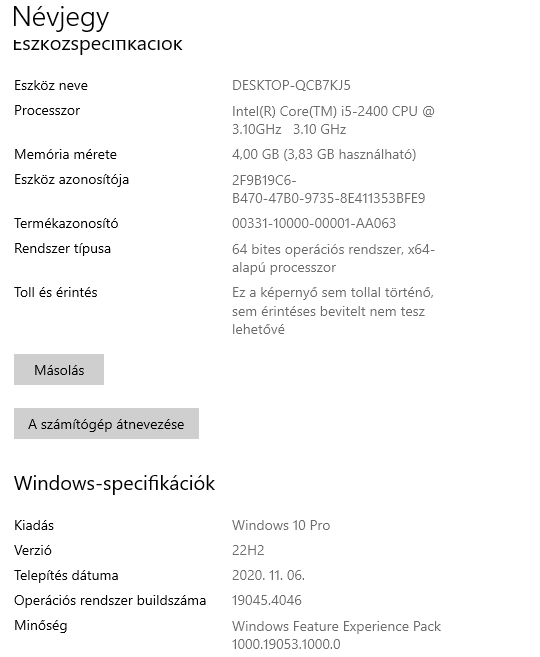 Névjegy
Eszközspecifikációk
Eszköz neve DESKTOP-QCB7KJ5
Processzor Intel(R) Core(TM) i5-2400 CPU @
3.10GHz 3.10 GHz
Memória mérete 4,00 GB (3,83 GB használható)
Eszköz azonosítója 2F9B19C6-
B470-47B0-9735-8E411353BFE9
Termékazonosító 00331-10000-00001-AA063
Rendszer típusa 64 bites operációs rendszer, x64-
alapú processzor
Toll és érintés Ez a képernyő sem tollal történő,
sem érintéses bevitelt nem tesz
lehetővé
Másolás
A számítógép átnevezése
Windows-specifikációk
Kiadás Windows 10 Pro
Verzió 22H2
Telepítés dátuma 2020. 11. 06.
Operációs rendszer buildszáma 19045.4046
Minőség Windows Feature Experience Pack
1000.19053.1000.0